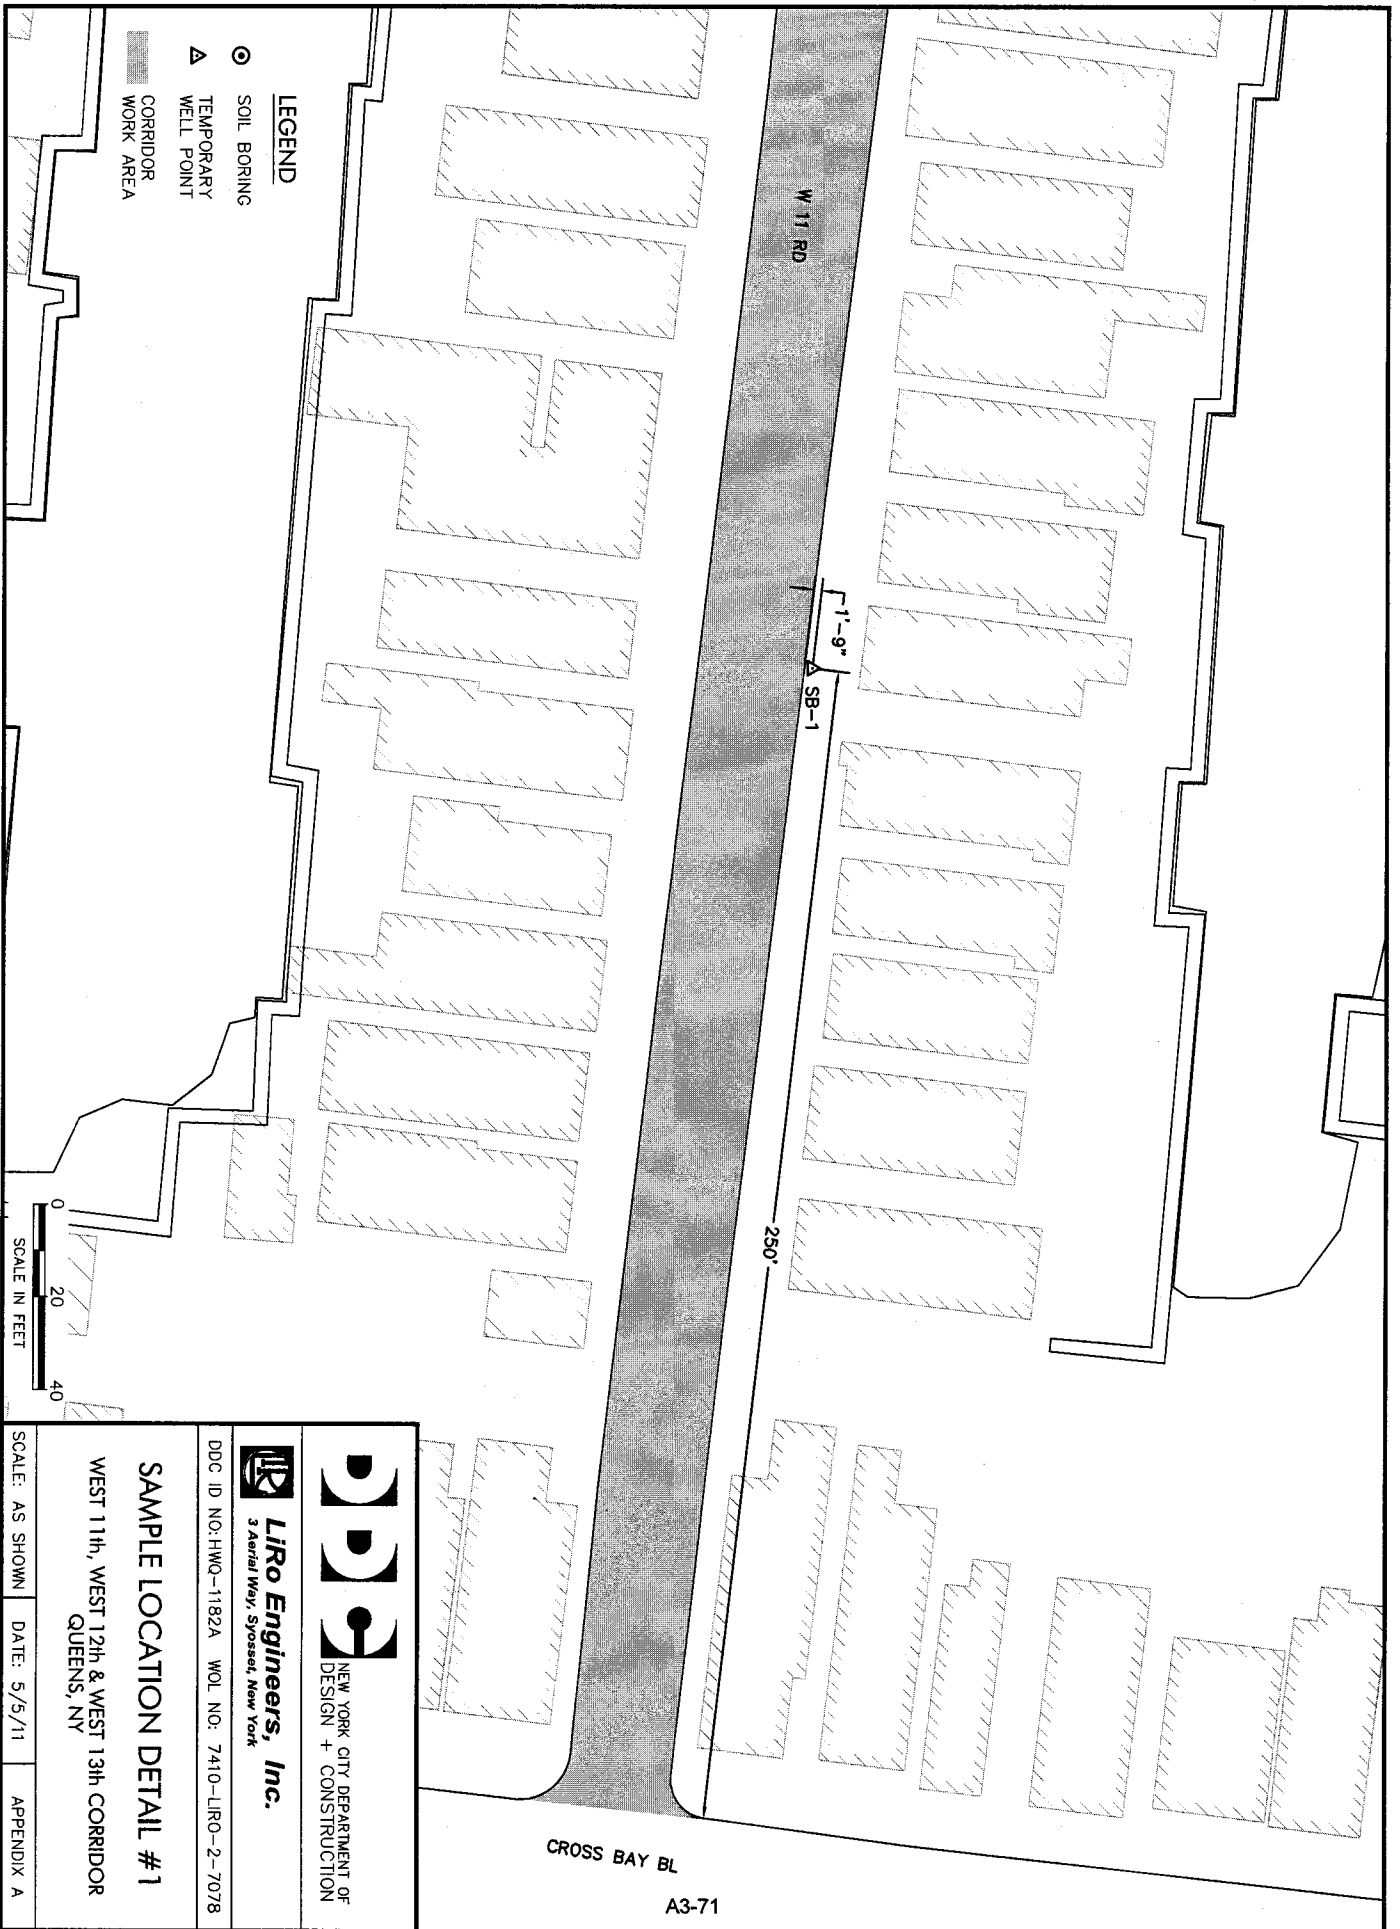 LEGEND
SOIL BORING
TEMPORARY
WELL POINT
CORRIDOR
WORK AREA
W 11 RD
1'-9"
SB-1
250'
CROSS BAY BL
0 20 40
SCALE IN FEET
DDC
NEW YORK CITY DEPARTMENT OF
DESIGN + CONSTRUCTION
LiRo Engineers, Inc.
3 Aerial Way, Syosset, New York
DDC ID NO:HWQ-1182A WOL NO: 7410-LIRO-2-7078
SAMPLE LOCATION DETAIL #1
WEST 11th, WEST 12th & WEST 13th CORRIDOR
QUEENS, NY
SCALE: AS SHOWN DATE: 5/5/11 APPENDIX A
A3-71